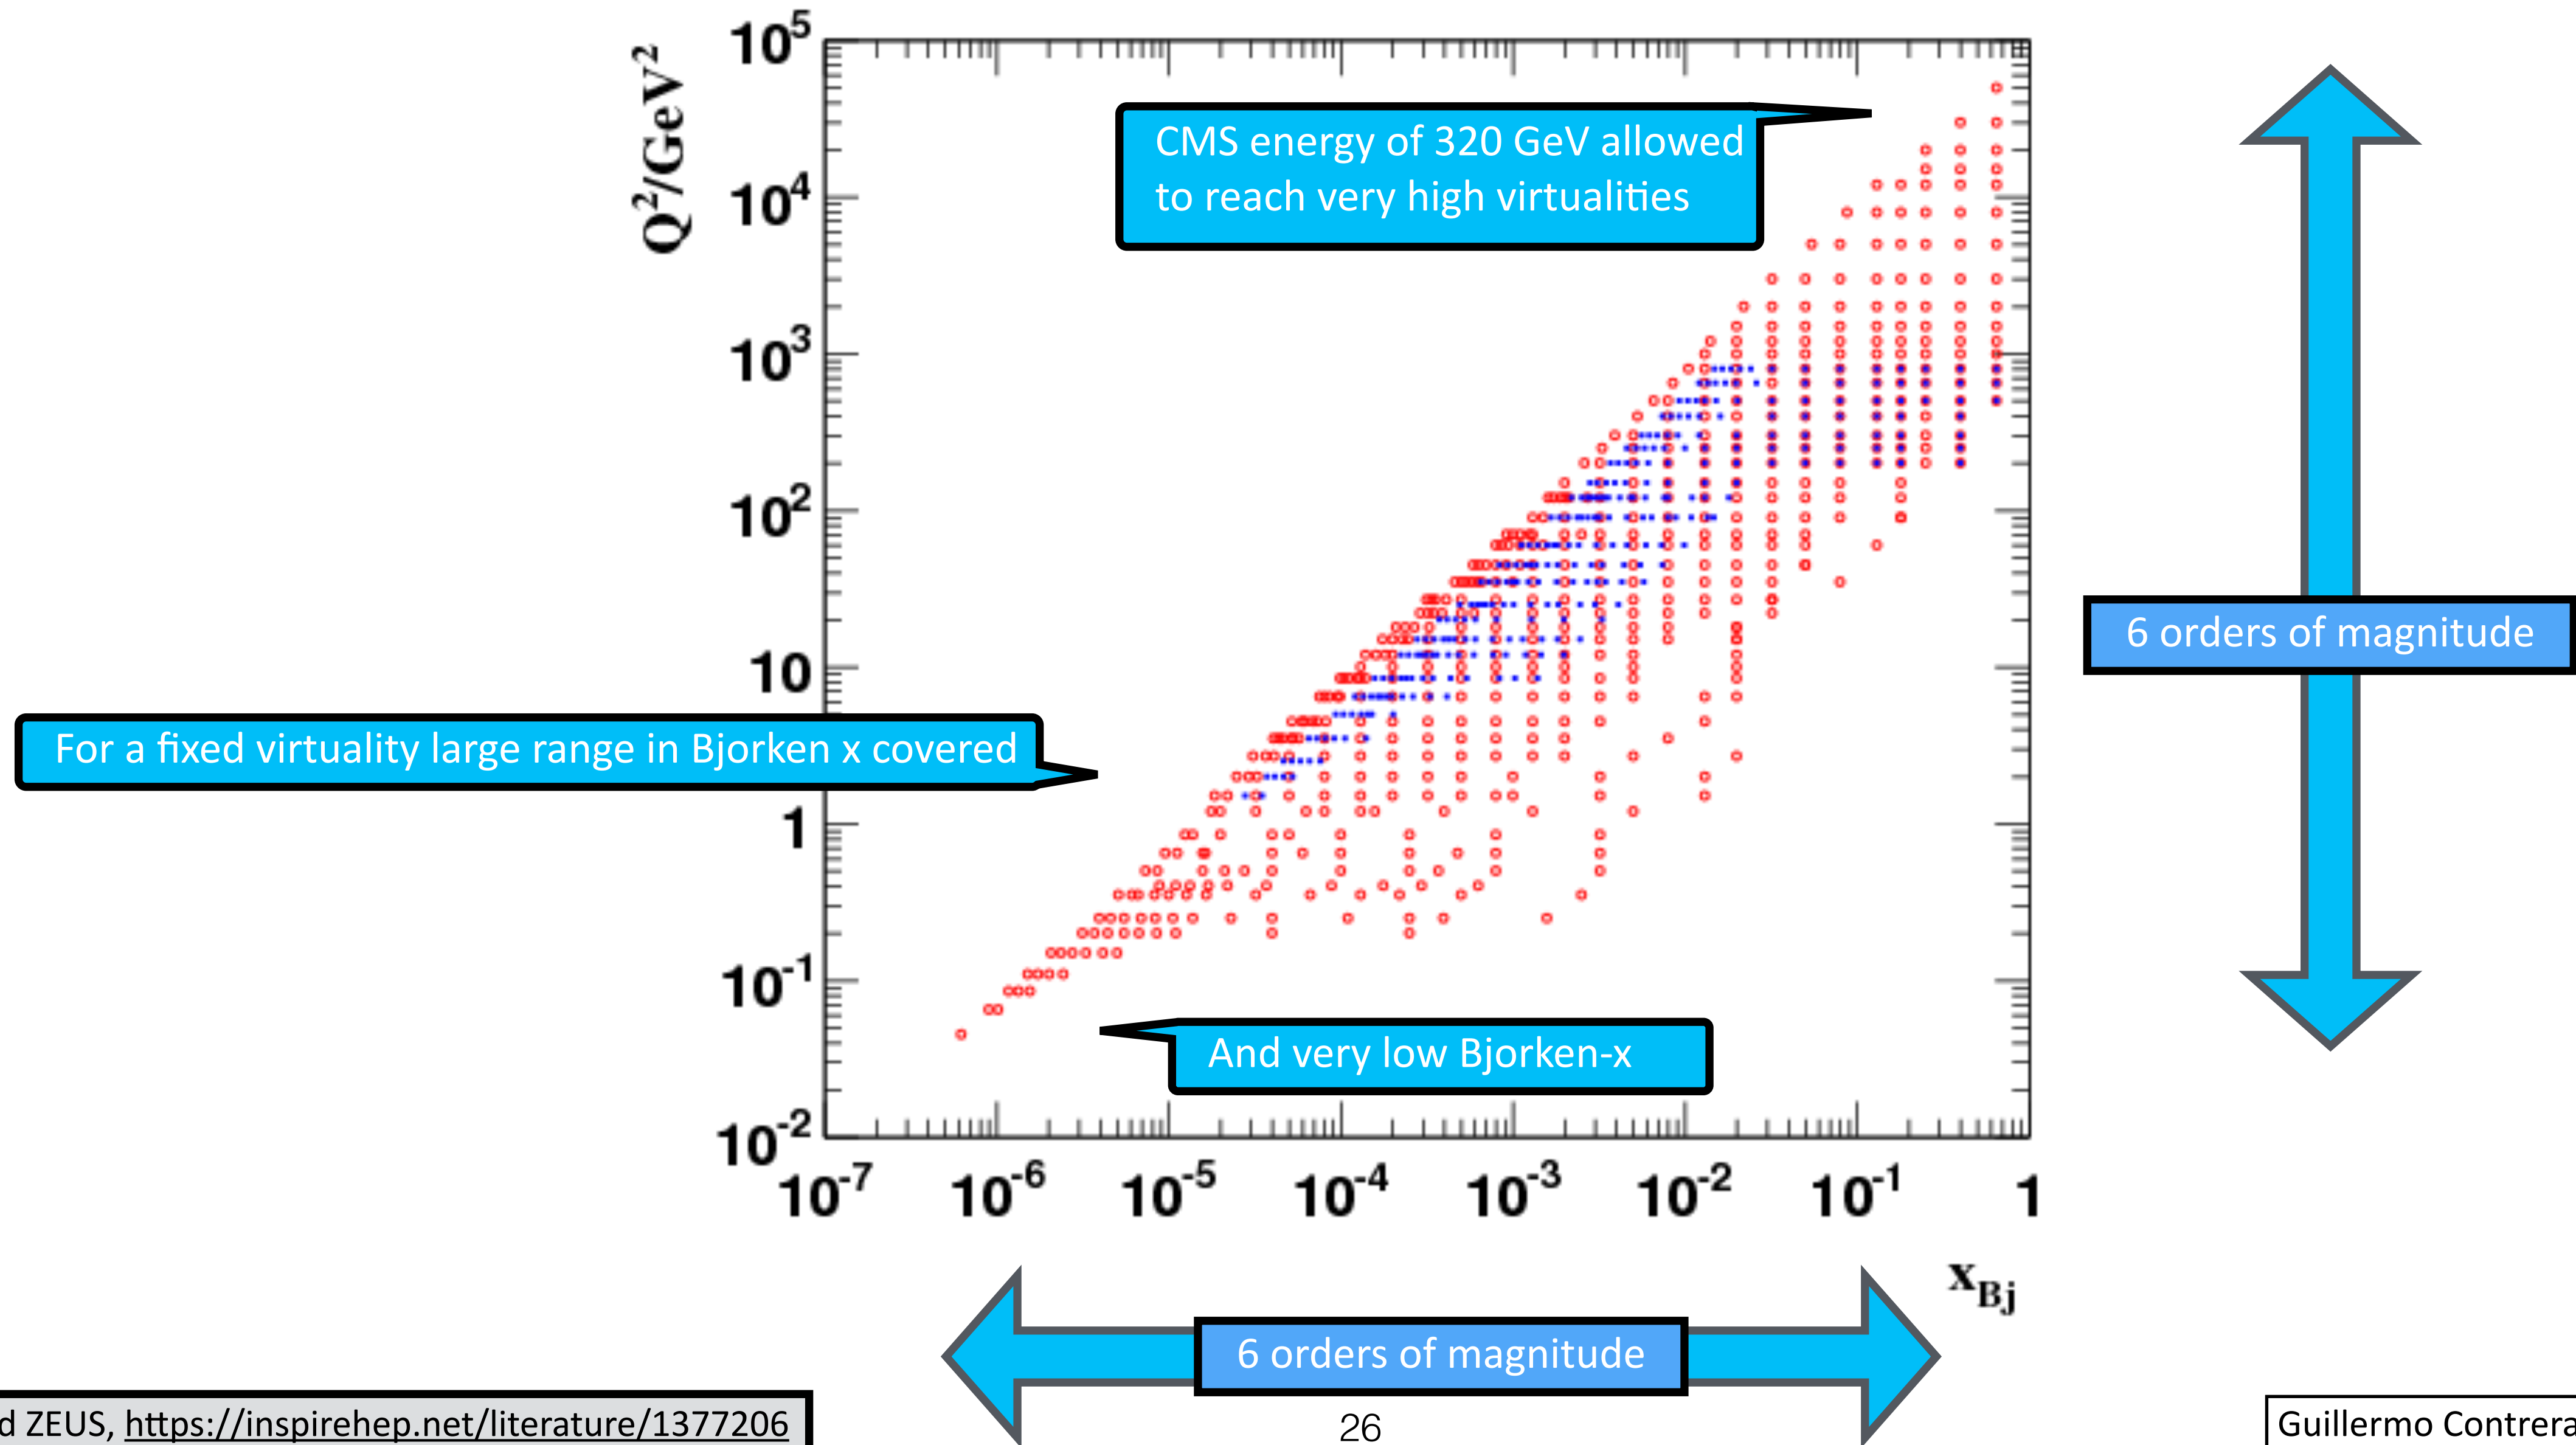 10⁵
Q²/GeV²
CMS energy of 320 GeV allowed
to reach very high virtualities
10⁴
10³
10²
6 orders of magnitude
10
For a fixed virtuality large range in Bjorken x covered
1
10⁻¹
And very low Bjorken-x
10⁻²
10⁻⁷ 10⁻⁶ 10⁻⁵ 10⁻⁴ 10⁻³ 10⁻² 10⁻¹ 1
x_Bj
6 orders of magnitude
ZEUS, https://inspirehep.net/literature/1377206
26
Guillermo